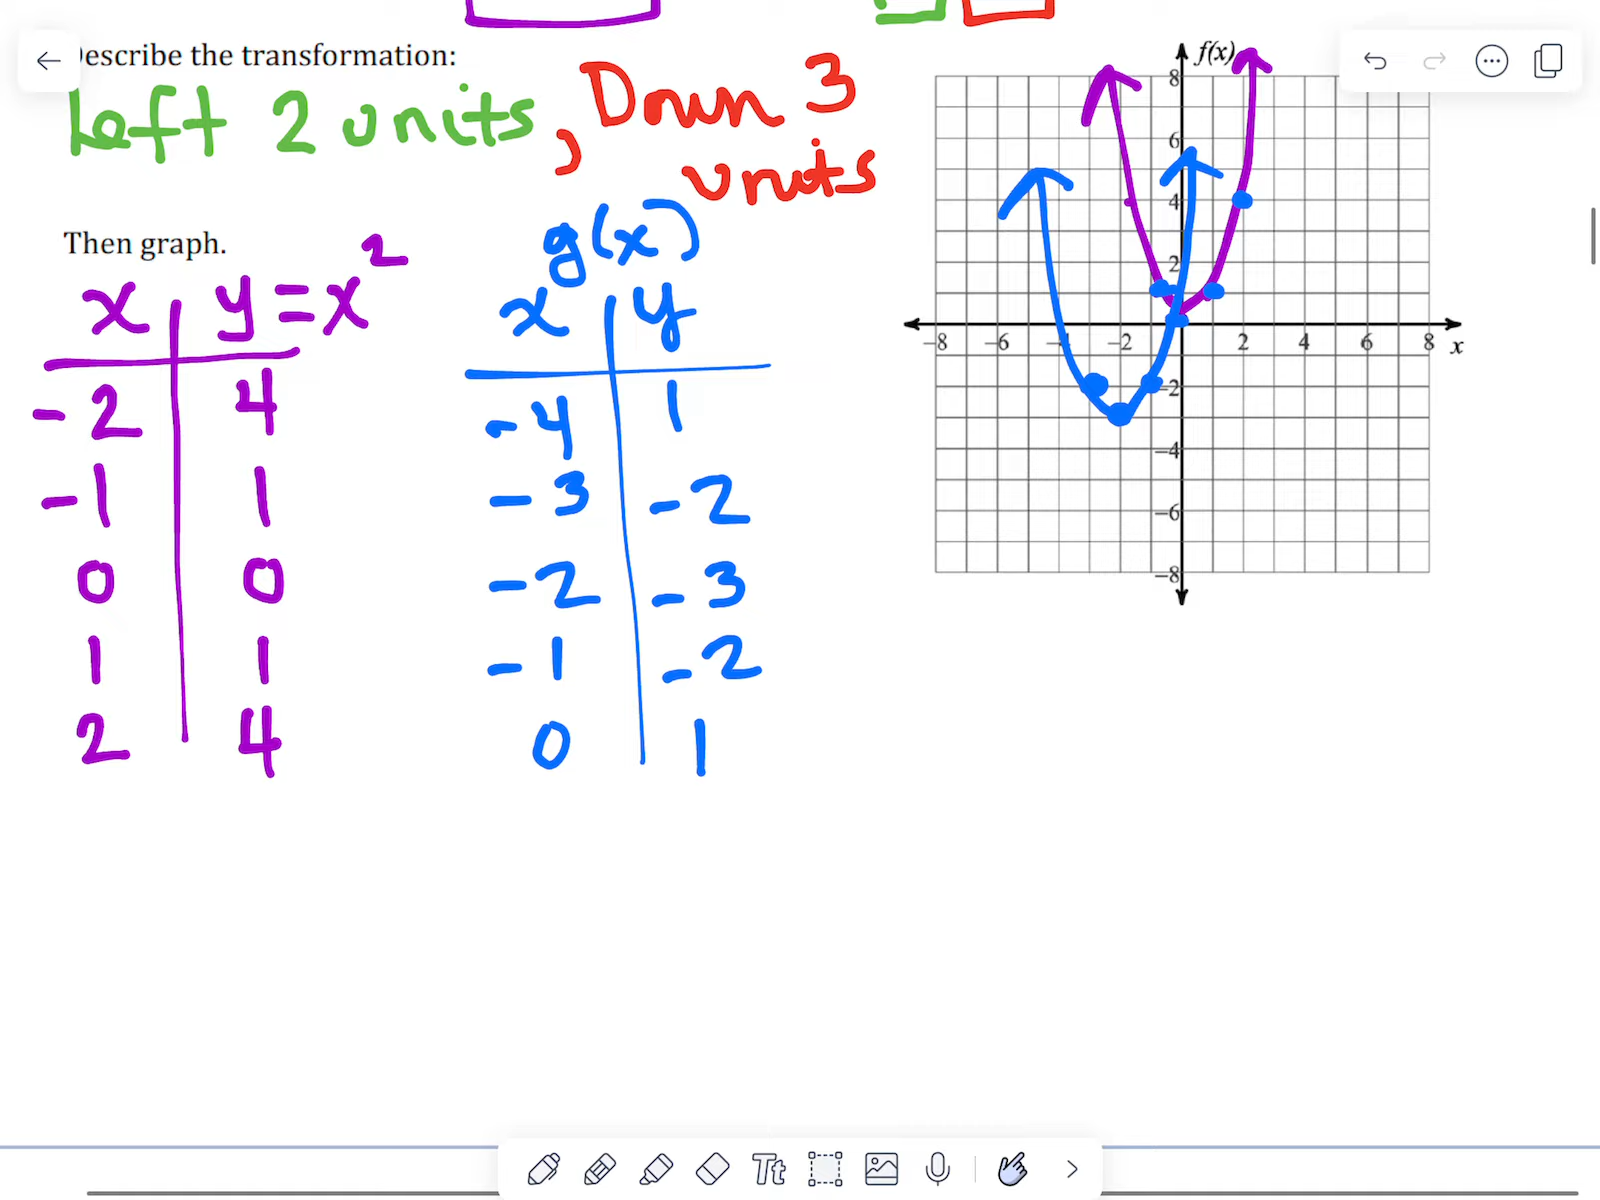 escribe the transformation:
Left 2 units, Down 3
units
Then graph.
x y = x²
-2 4
-1 1
0 0
1 1
2 4
g(x)
x y
-4 1
-3 -2
-2 -3
-1 -2
0 1
f(x)
8
6
4
2
-8 -6 -2 2 4 6 8 x
-2
-4
-6
-8
Tt